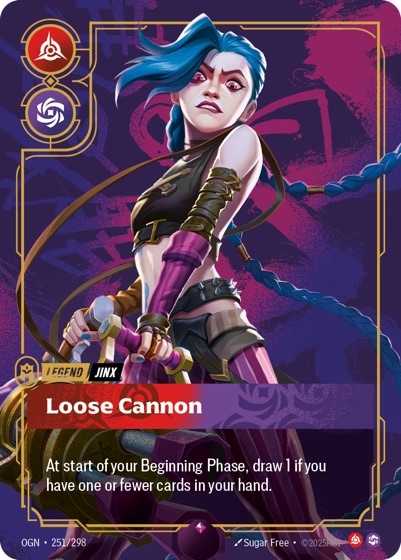 LEGEND JINX
Loose Cannon
At start of your Beginning Phase, draw 1 if you
have one or fewer cards in your hand.
OGN • 251/298 Sugar Free • ©2025